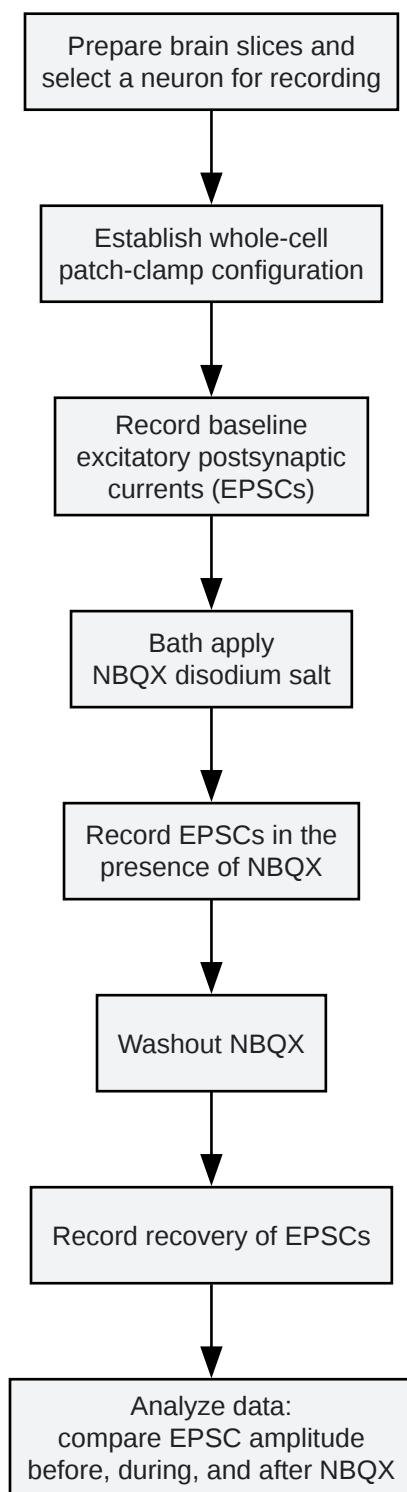 Prepare brain slices and
select a neuron for recording
Establish whole-cell
patch-clamp configuration
Record baseline
excitatory postsynaptic
currents (EPSCs)
Bath apply
NBQX disodium salt
Record EPSCs in the
presence of NBQX
Washout NBQX
Record recovery of EPSCs
Analyze data:
compare EPSC amplitude
before, during, and after NBQX